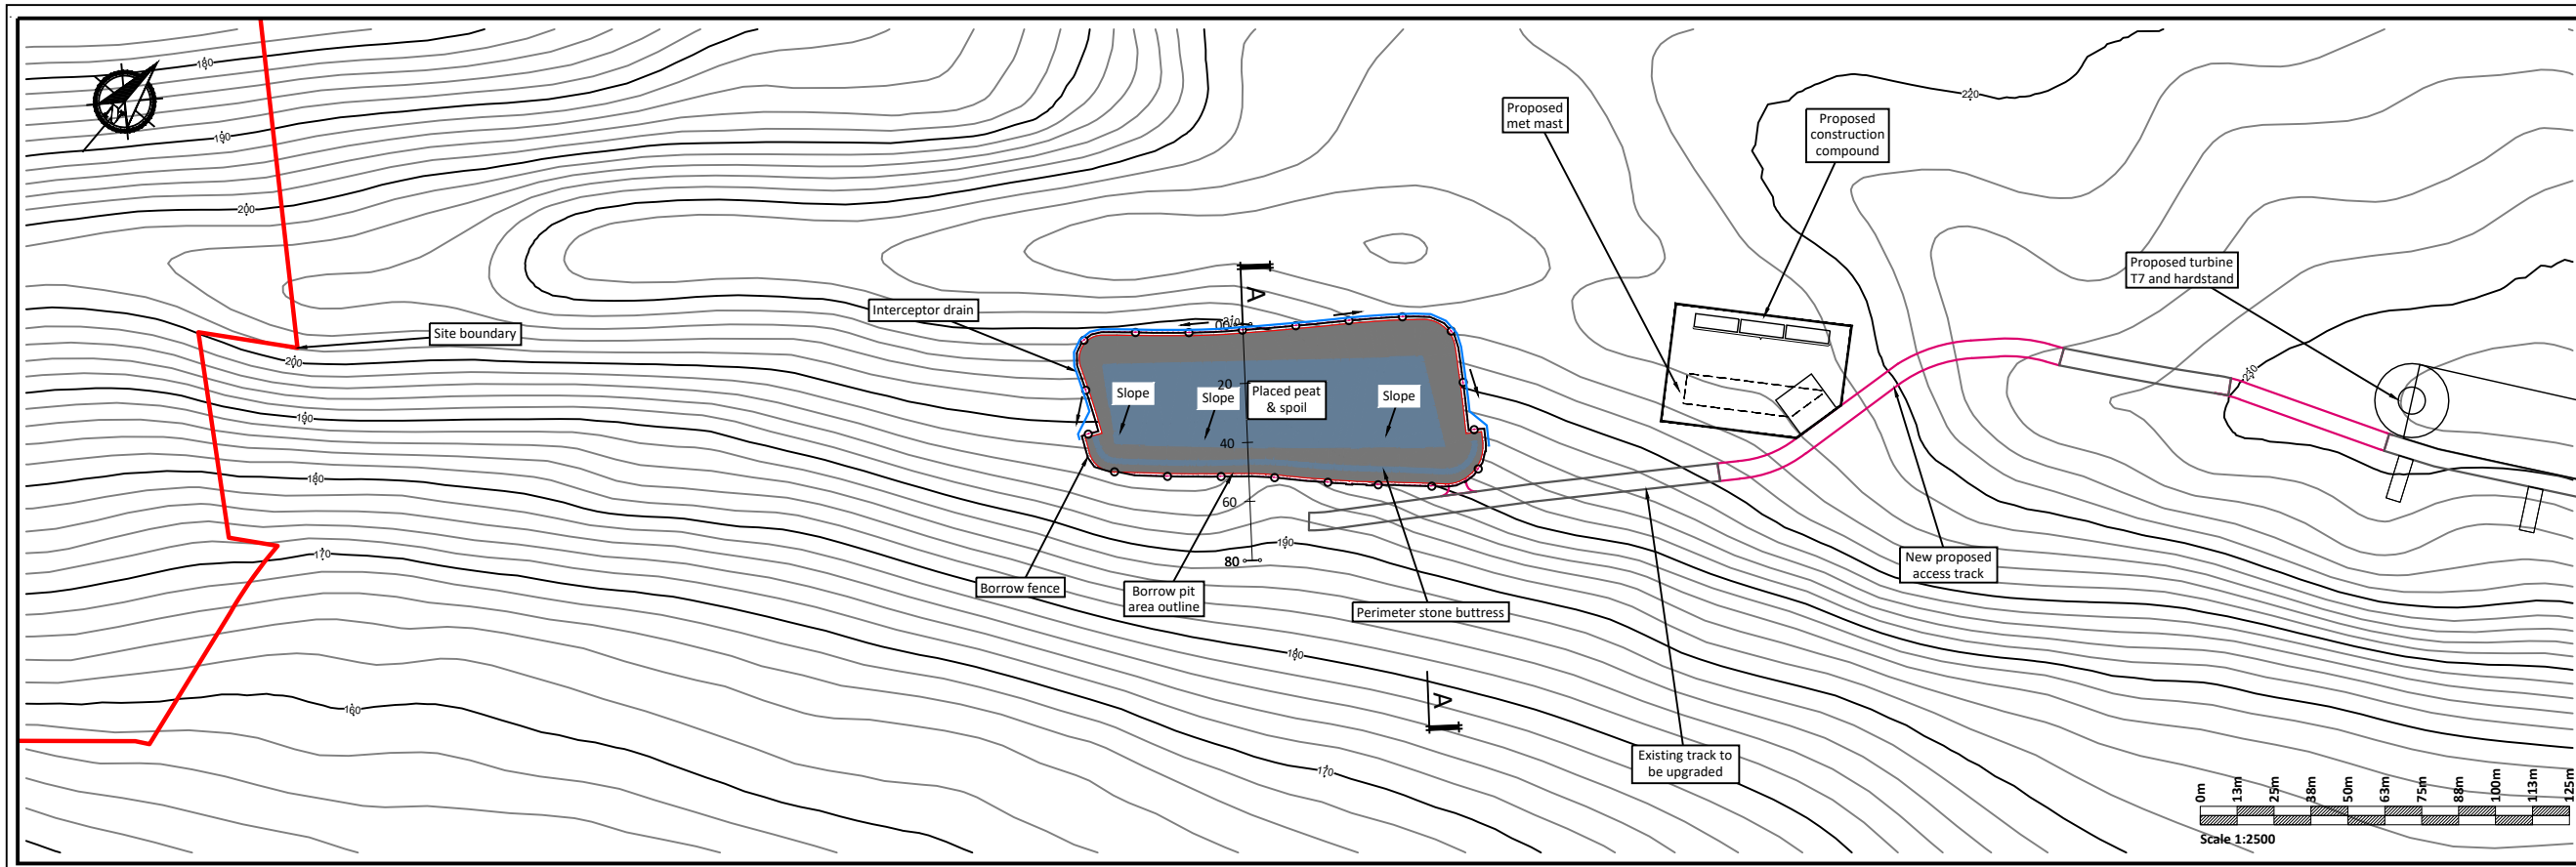 180
190
200
N
Site boundary
200
190
180
170
160
Interceptor drain
A
210
00
20
40
60
80
Slope
Slope
Placed peat
& spoil
Slope
Borrow fence
Borrow pit
area outline
Perimeter stone buttress
190
180
170
A
Proposed
met mast
Proposed
construction
compound
220
Proposed turbine
T7 and hardstand
New proposed
access track
Existing track to
be upgraded
0m
13m
25m
38m
50m
63m
75m
88m
100m
113m
125m
Scale 1:2500